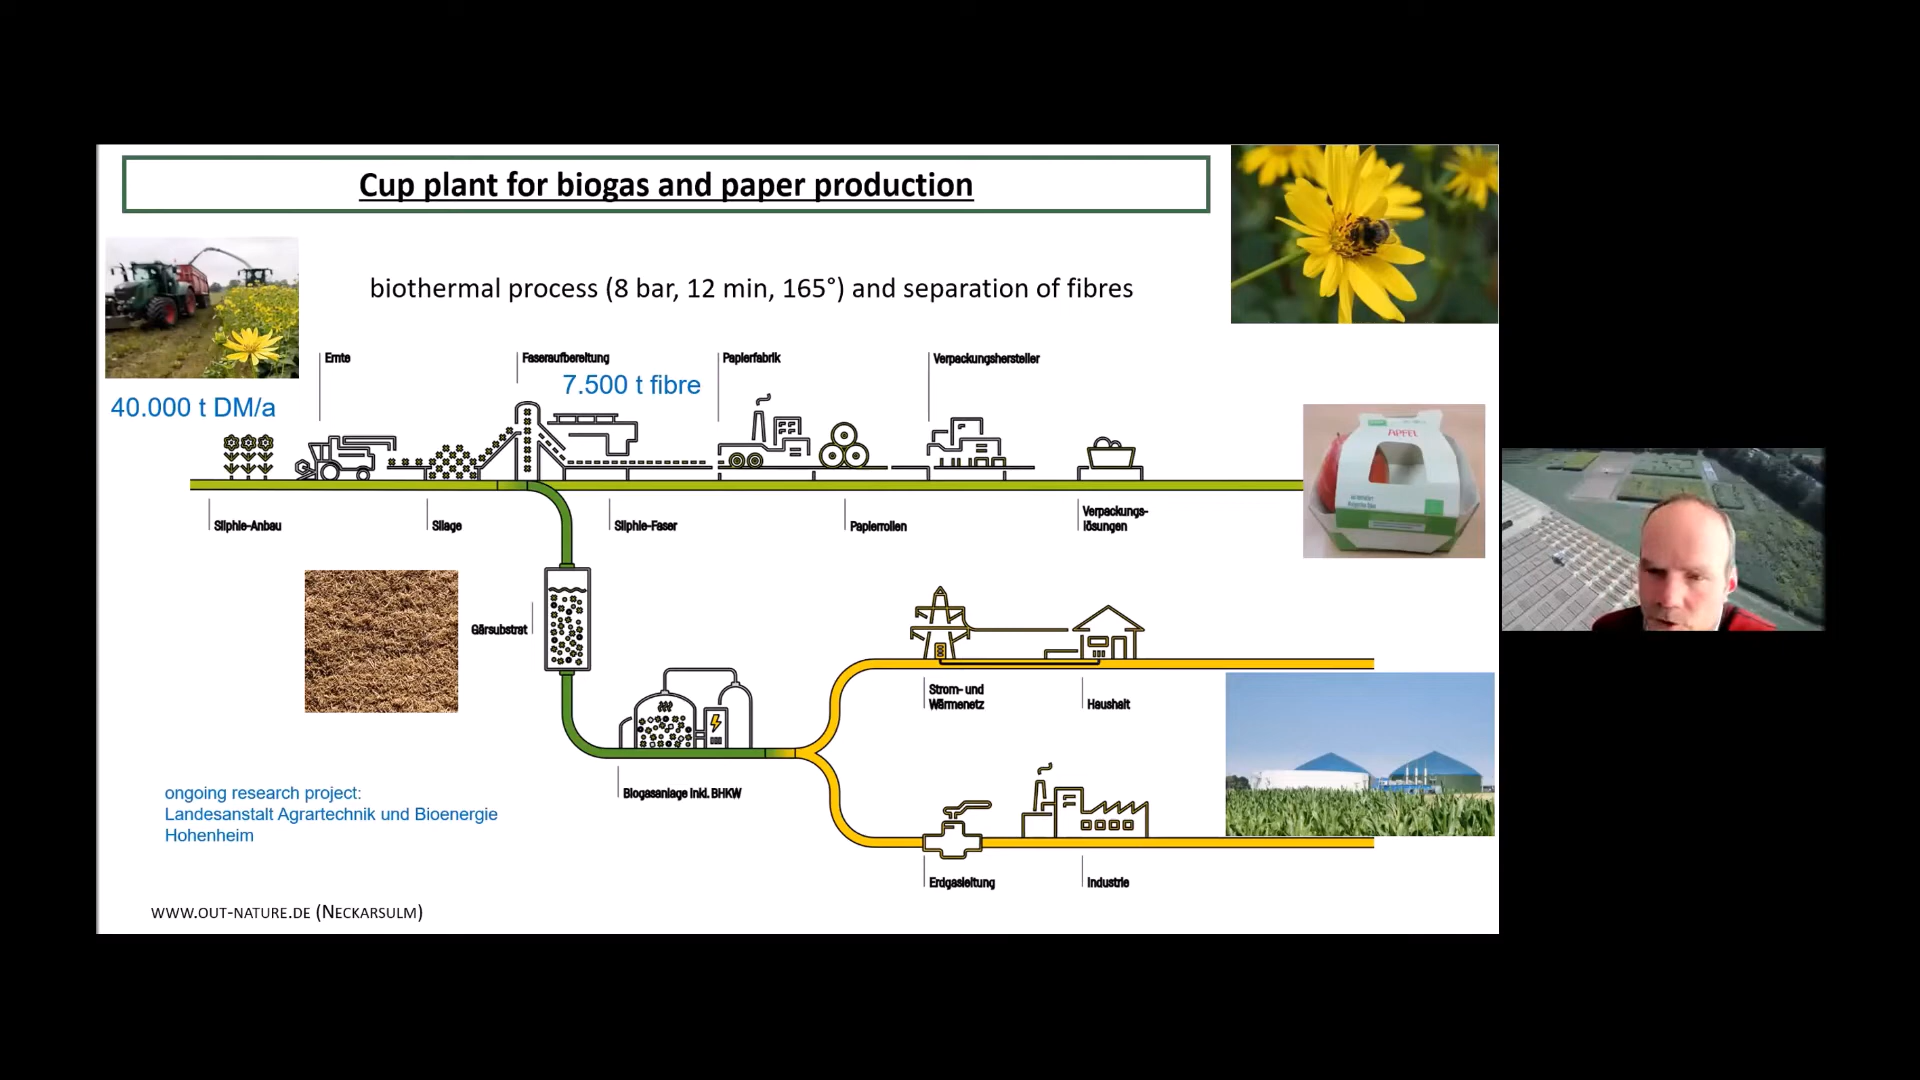 Cup plant for biogas and paper production
biothermal process (8 bar, 12 min, 165°) and separation of fibres
Ernte
Faseraufbereitung
Papierfabrik
Verpackungshersteller
7.500 t fibre
40.000 t DM/a
APFEL
Silphie-Anbau
Silage
Silphie-Faser
Papierrollen
Verpackungs-
lösungen
Gärsubstrat
Strom- und
Wärmenetz
Haushalt
Biogasanlage inkl. BHKW
ongoing research project:
Landesanstalt Agrartechnik und Bioenergie
Hohenheim
Erdgasleitung
Industrie
WWW.OUT-NATURE.DE (NECKARSULM)